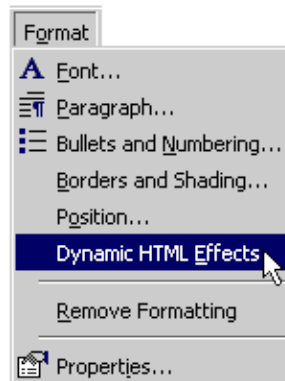 Format
Font...
Paragraph...
Bullets and Numbering...
Borders and Shading...
Position...
Dynamic HTML Effects
Remove Formatting
Properties...